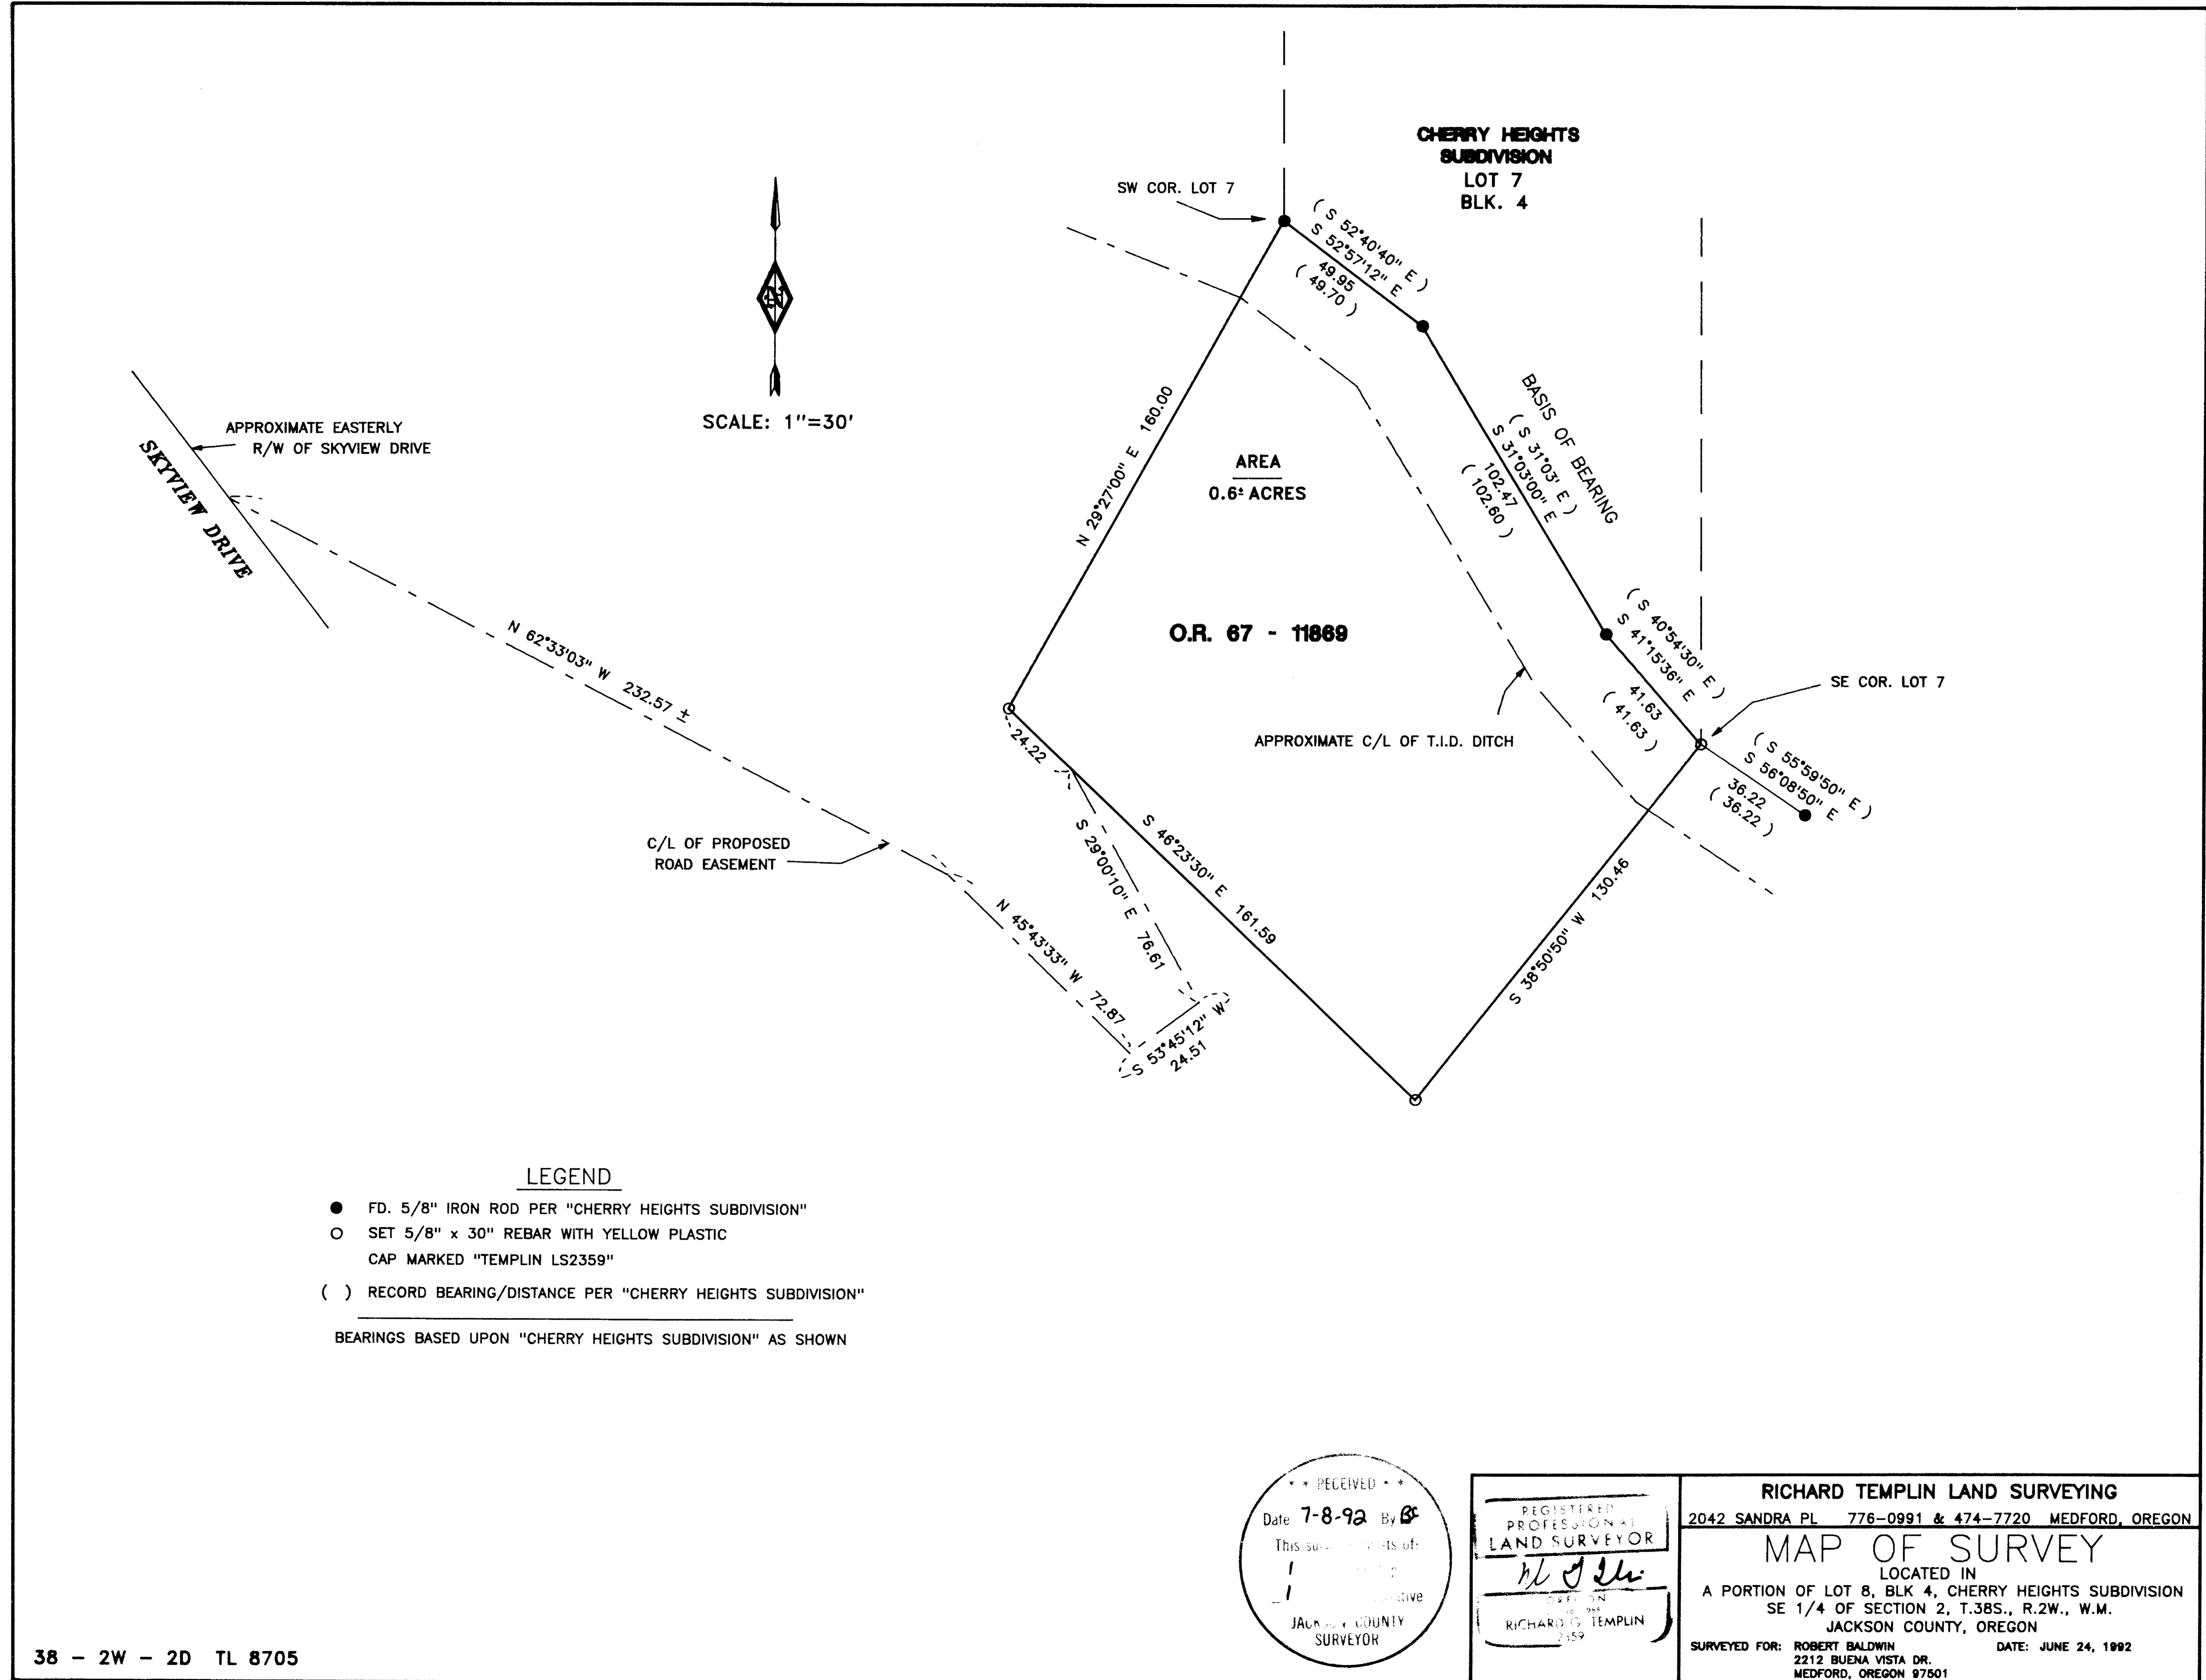 CHERRY HEIGHTS
SUBDIVISION
LOT 7
BLK. 4
SW COR. LOT 7
( S 52°40'40" E )
S 52°57'12" E
49.95
( 49.70 )
SCALE: 1"=30'
APPROXIMATE EASTERLY
R/W OF SKYVIEW DRIVE
SKYVIEW DRIVE
N 29°27'00" E 160.00
AREA
0.6± ACRES
BASIS OF BEARING
( S 31°03' E )
S 31°03'00" E
102.47
( 102.60 )
O.R. 67 - 11869
( S 40°54'30" E )
S 41°15'36" E
41.63
( 41.63 )
SE COR. LOT 7
N 62°33'03" W 232.57 ±
24.22
APPROXIMATE C/L OF T.I.D. DITCH
( S 55°59'50" E )
S 56°08'50" E
36.22
( 36.22 )
C/L OF PROPOSED
ROAD EASEMENT
S 46°23'30" E 161.59
S 29°00'10" E 76.61
S 38°50'50" W 130.46
N 45°43'33" W 72.87
S 53°45'12" W
24.51
LEGEND
FD. 5/8" IRON ROD PER "CHERRY HEIGHTS SUBDIVISION"
SET 5/8" x 30" REBAR WITH YELLOW PLASTIC
CAP MARKED "TEMPLIN LS2359"
( ) RECORD BEARING/DISTANCE PER "CHERRY HEIGHTS SUBDIVISION"
BEARINGS BASED UPON "CHERRY HEIGHTS SUBDIVISION" AS SHOWN
* * RECEIVED * *
Date 7-8-92 By BC
This of:
1
1
COUNTY
SURVEYOR
REGISTERED
PROFESSIONAL
LAND SURVEYOR
OREGON
RICHARD G. TEMPLIN
2359
RICHARD TEMPLIN LAND SURVEYING
2042 SANDRA PL 776-0991 & 474-7720 MEDFORD, OREGON
MAP OF SURVEY
LOCATED IN
A PORTION OF LOT 8, BLK 4, CHERRY HEIGHTS SUBDIVISION
SE 1/4 OF SECTION 2, T.38S., R.2W., W.M.
JACKSON COUNTY, OREGON
SURVEYED FOR: ROBERT BALDWIN DATE: JUNE 24, 1992
2212 BUENA VISTA DR.
MEDFORD, OREGON 97501
38 - 2W - 2D TL 8705